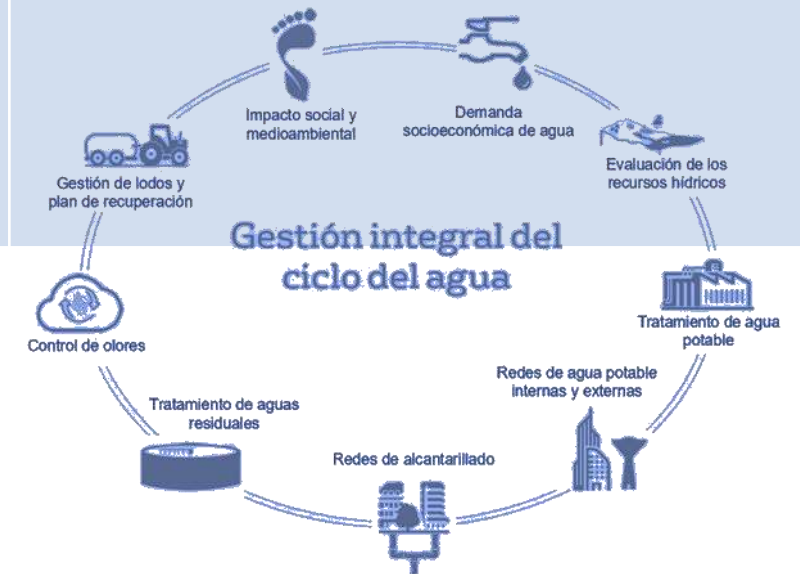 Impacto social y
medioambiental
Demanda
socioeconómica de agua
Evaluación de los
recursos hídricos
Gestión de lodos y
plan de recuperación
Gestión integral del
ciclo del agua
Tratamiento de agua
potable
Control de olores
Redes de agua potable
internas y externas
Tratamiento de aguas
residuales
Redes de alcantarillado